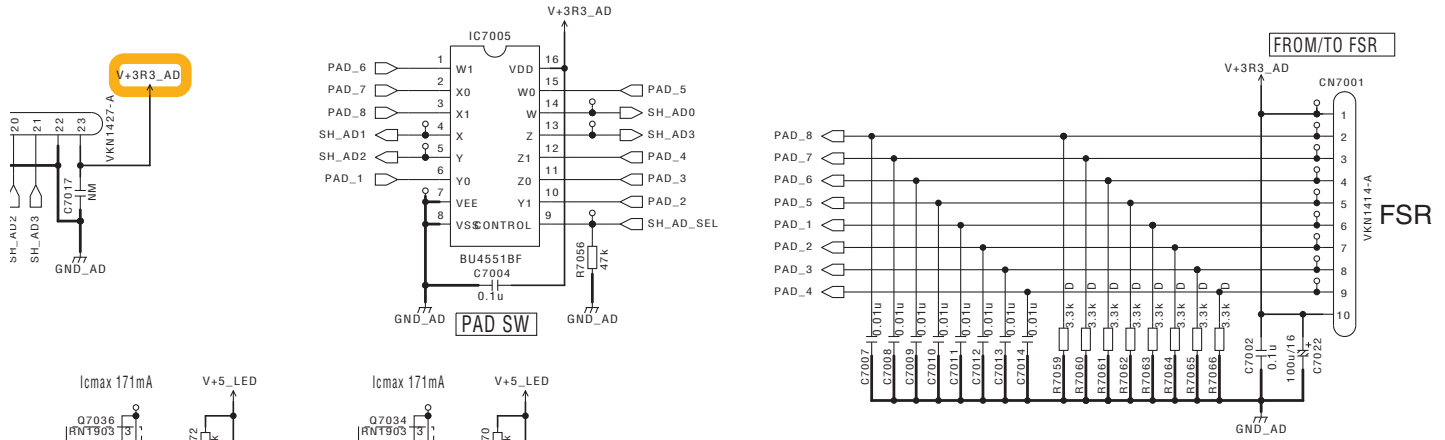 V+3R3_AD
20
21
22
23
VKN1427-A
SH_AD2
SH_AD3
C7017
NM
GND_AD
V+3R3_AD
IC7005
PAD_6
1
W1
VDD
16
PAD_7
2
X0
W0
15
PAD_5
PAD_8
3
X1
W
14
SH_AD0
SH_AD1
4
X
Z
13
SH_AD3
SH_AD2
5
Y
Z1
12
PAD_4
PAD_1
6
Y0
Z0
11
PAD_3
7
VEE
Y1
10
PAD_2
8
VSS
CONTROL
9
SH_AD_SEL
BU4551BF
R7056
47k
C7004
0.1u
GND_AD
PAD SW
GND_AD
FROM/TO FSR
V+3R3_AD
CN7001
1
PAD_8
2
PAD_7
3
PAD_6
4
PAD_5
5
PAD_1
6
PAD_2
7
PAD_3
8
PAD_4
9
10
VKN1414-A
FSR
C7007
0.01u
C7008
0.01u
C7009
0.01u
C7010
0.01u
C7011
0.01u
C7012
0.01u
C7013
0.01u
C7014
0.01u
R7059
3.3k D
R7060
3.3k D
R7061
3.3k D
R7062
3.3k D
R7063
3.3k D
R7064
3.3k D
R7065
3.3k D
R7066
3.3k D
C7002
0.1u
100u/16
+
C7022
GND_AD
Icmax 171mA
V+5_LED
Q7036
RN1903
3
Icmax 171mA
V+5_LED
Q7034
RN1903
3